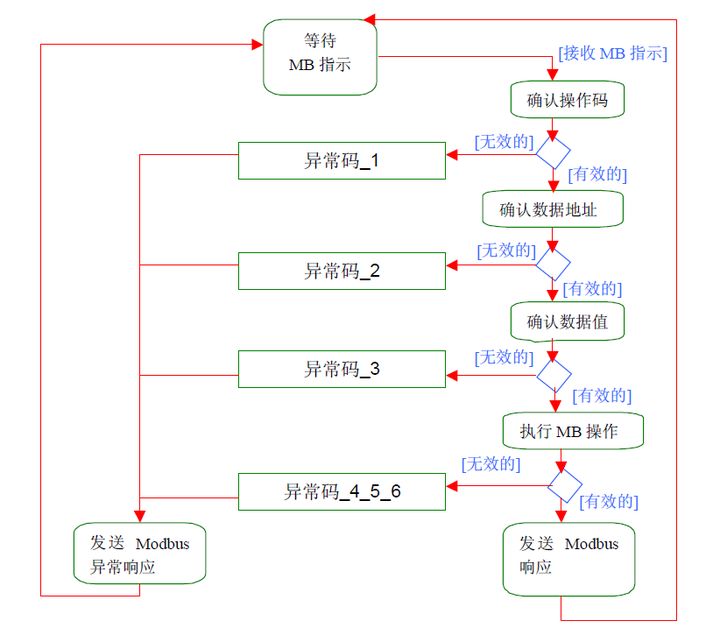 等待
MB 指示
[接收 MB 指示]
确认操作码
[无效的]
异常码_1
[有效的]
确认数据地址
[无效的]
异常码_2
[有效的]
确认数据值
[无效的]
异常码_3
[有效的]
执行 MB 操作
[无效的]
异常码_4_5_6
[有效的]
发送 Modbus
异常响应
发送 Modbus
响应